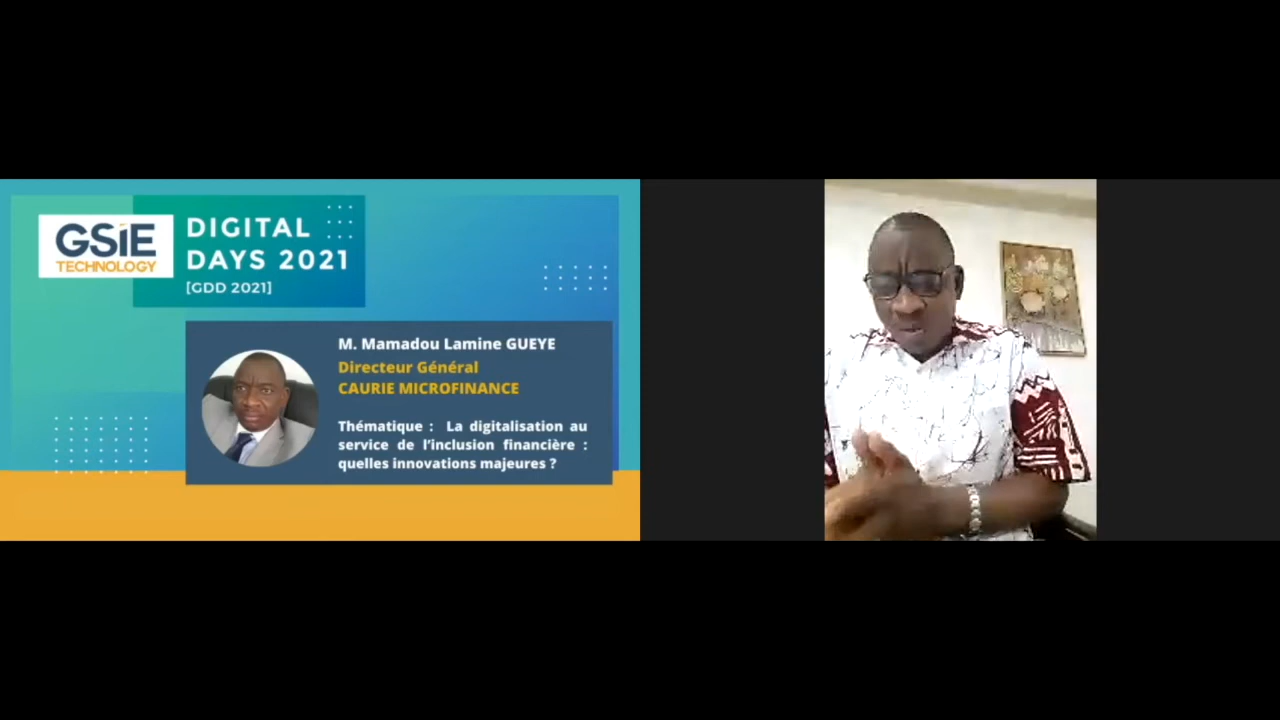 GSiE
TECHNOLOGY
DIGITAL
DAYS 2021
[GDD 2021]
M. Mamadou Lamine GUEYE
Directeur Général
CAURIE MICROFINANCE
Thématique : La digitalisation au
service de l’inclusion financière :
quelles innovations majeures ?